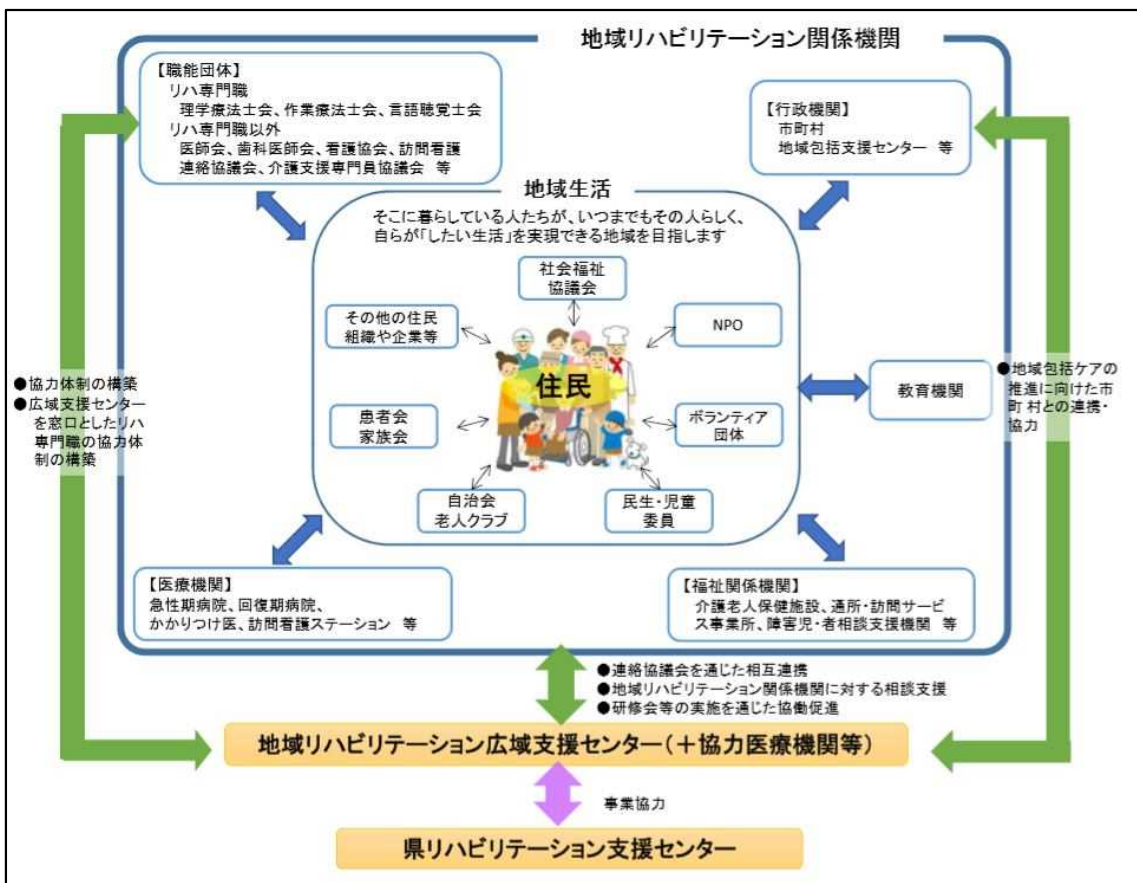 地域リハビリテーション関係機関
【職能団体】
リハ専門職
理学療法士会、作業療法士会、言語聴覚士会
リハ専門職以外
医師会、歯科医師会、看護協会、訪問看護
連絡協議会、介護支援専門員協議会 等
【行政機関】
市町村
地域包括支援センター 等
地域生活
そこに暮らしている人たちが、いつまでもその人らしく、
自らが「したい生活」を実現できる地域を目指します
社会福祉
協議会
その他の住民
組織や企業等
NPO
住民
患者会
家族会
ボランティア
団体
自治会
老人クラブ
民生・児童
委員
教育機関
●協力体制の構築
●広域支援センター
を窓口としたリハ
専門職の協力体
制の構築
●地域包括ケアの
推進に向けた市
町村との連携・
協力
【医療機関】
急性期病院、回復期病院、
かかりつけ医、訪問看護ステーション 等
【福祉関係機関】
介護老人保健施設、通所・訪問サービ
ス事業所、障害児・者相談支援機関 等
●連絡協議会を通じた相互連携
●地域リハビリテーション関係機関に対する相談支援
●研修会等の実施を通じた協働促進
地域リハビリテーション広域支援センター(+協力医療機関等)
事業協力
県リハビリテーション支援センター